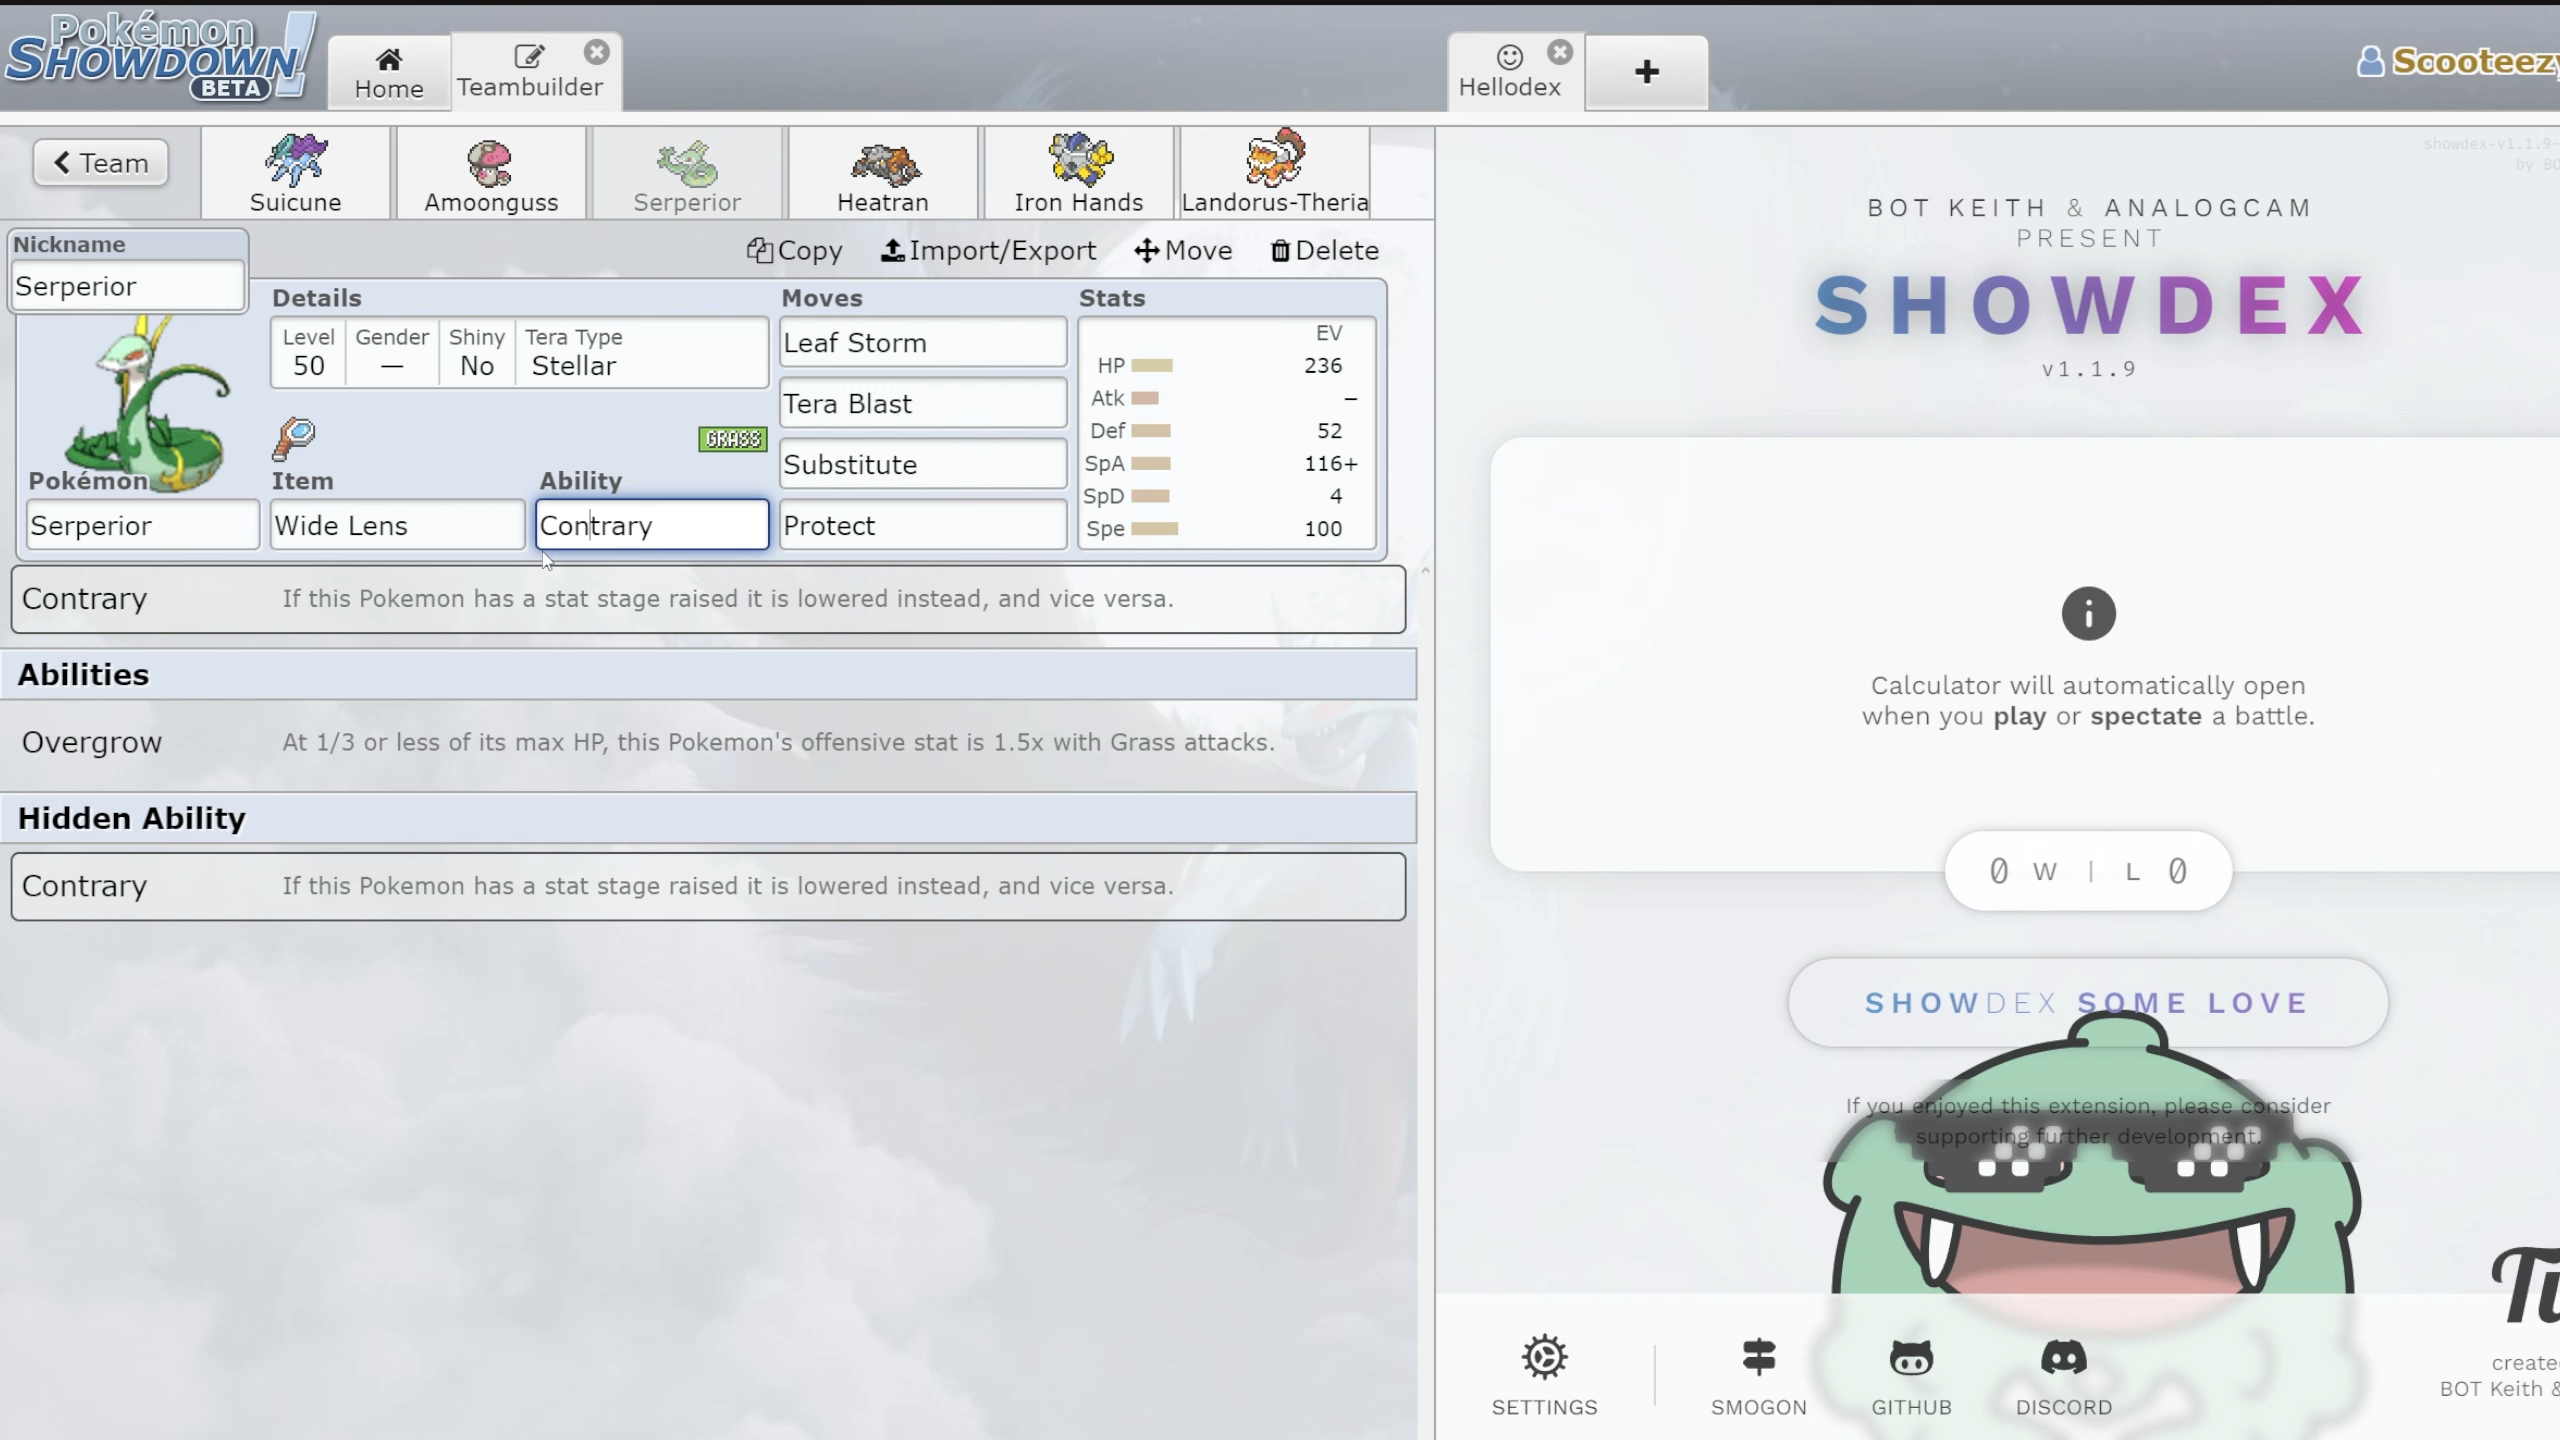 Pokémon
SHOWDOWN!
BETA
Home
Teambuilder
Hellodex
+
Team
Suicune
Amoonguss
Serperior
Heatran
Iron Hands
Landorus-Theria
showdex-v1.1.9-
Nickname
Serperior
Copy
Import/Export
Move
Delete
Details
Level
50
Gender
—
Shiny
No
Tera Type
Stellar
GRASS
Pokémon
Serperior
Item
Wide Lens
Ability
Contrary
Moves
Leaf Storm
Tera Blast
Substitute
Protect
Stats
EV
HP 236
Atk –
Def 52
SpA 116+
SpD 4
Spe 100
Contrary If this Pokemon has a stat stage raised it is lowered instead, and vice versa.
Abilities
Overgrow At 1/3 or less of its max HP, this Pokemon's offensive stat is 1.5x with Grass attacks.
Hidden Ability
Contrary If this Pokemon has a stat stage raised it is lowered instead, and vice versa.
BOT KEITH & ANALOGCAM
PRESENT
SHOWDEX
v1.1.9
Calculator will automatically open
when you play or spectate a battle.
0 W | L 0
SHOWDEX SOME LOVE
If you enjoyed this extension, please consider
supporting further development.
SETTINGS
SMOGON
GITHUB
DISCORD
BOT Keith &